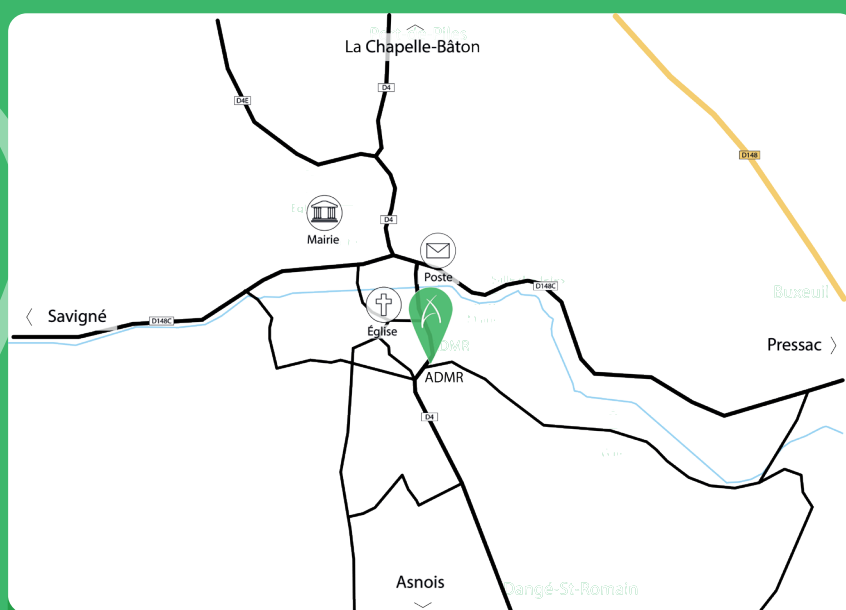 La Chapelle-Bâton
D4E
D4
D148
D4
Mairie
Poste
Buxeuil
D148C
Savigné
D148C
Église
DMR
Pressac
ADMR
D4
Asnois
Dangé-St-Romain